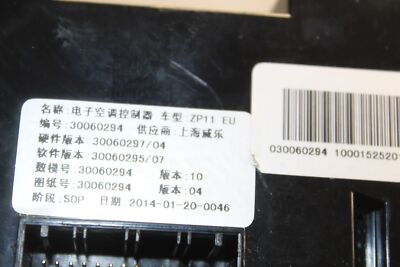 名称:电子空调控制器 车型:ZP11 EU
编号:30060294 供应商:上海威乐
硬件版本 30060297/04
软件版本 30060295/07
数模号:30060294 版本:10
图纸号:30060294 版本:04
阶段:SOP 日期 2014-01-20-0046
030060294 1000152520